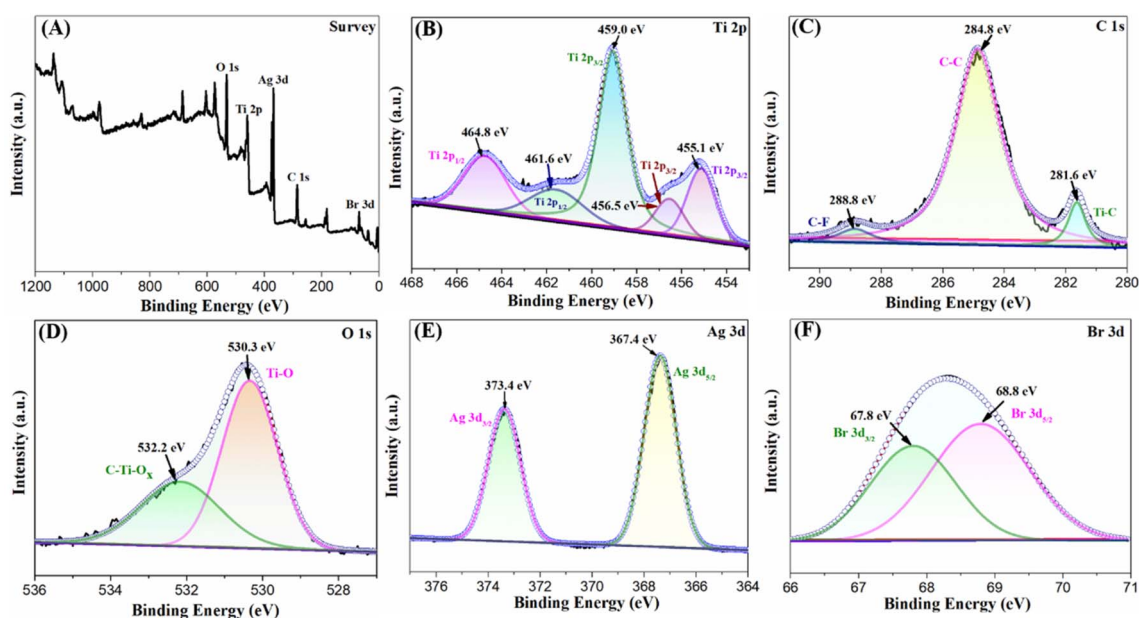 (A)
Survey
O 1s
Ag 3d
Ti 2p
C 1s
Br 3d
Intensity (a.u.)
1200 1000 800 600 400 200 0
Binding Energy (eV)
(B)
Ti 2p
459.0 eV
Ti 2p3/2
464.8 eV
Ti 2p1/2
461.6 eV
Ti 2p1/2
Ti 2p3/2
456.5 eV
455.1 eV
Ti 2p3/2
Intensity (a.u.)
468 466 464 462 460 458 456 454
Binding Energy (eV)
(C)
C 1s
284.8 eV
C-C
281.6 eV
Ti-C
288.8 eV
C-F
Intensity (a.u.)
290 288 286 284 282 280
Binding Energy (eV)
(D)
O 1s
530.3 eV
Ti-O
532.2 eV
C-Ti-Ox
Intensity (a.u.)
536 534 532 530 528
Binding Energy (eV)
(E)
Ag 3d
367.4 eV
Ag 3d5/2
373.4 eV
Ag 3d3/2
Intensity (a.u.)
376 374 372 370 368 366 364
Binding Energy (eV)
(F)
Br 3d
68.8 eV
Br 3d5/2
67.8 eV
Br 3d3/2
Intensity (a.u.)
66 67 68 69 70 71
Binding Energy (eV)